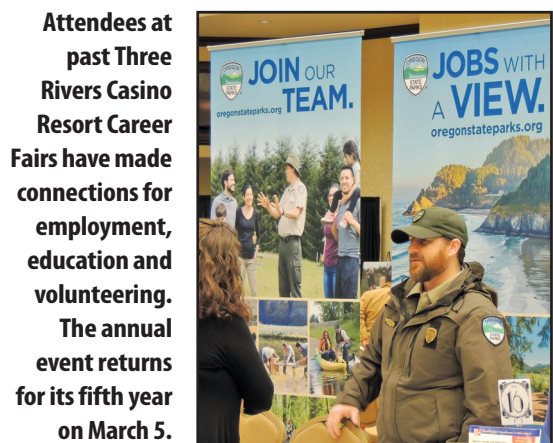 Attendees at
past Three
Rivers Casino
Resort Career
Fairs have made
connections for
employment,
education and
volunteering.
The annual
event returns
for its fifth year
on March 5.
OREGON
STATE
PARKS
JOIN OUR
TEAM.
oregonstateparks.org
OREGON
STATE
PARKS
JOBS WITH
A VIEW.
oregonstateparks.org